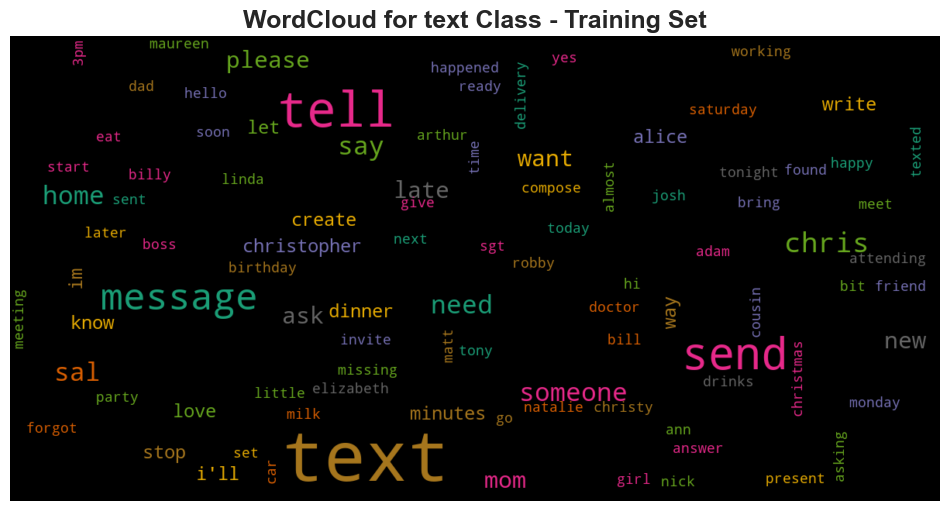 WordCloud for text Class - Training Set
3pm
maureen
please
happened
yes
working
dad
hello
ready
delivery
tell
saturday
write
eat
soon
let
say
arthur
time
want
alice
texted
start
billy
linda
late
compose
almost
josh
tonight
found
happy
home
sent
give
bring
meet
later
boss
create
christopher
next
sgt
today
adam
chris
birthday
robby
attending
im
message
need
hi
doctor
way
cousin
bit
friend
meeting
know
ask
dinner
invite
matt
tony
bill
send
new
sal
missing
little
elizabeth
someone
drinks
christmas
party
love
milk
minutes
go
natalie
christy
monday
forgot
stop
set
i'll
car
text
mom
girl
nick
ann
answer
present
asking